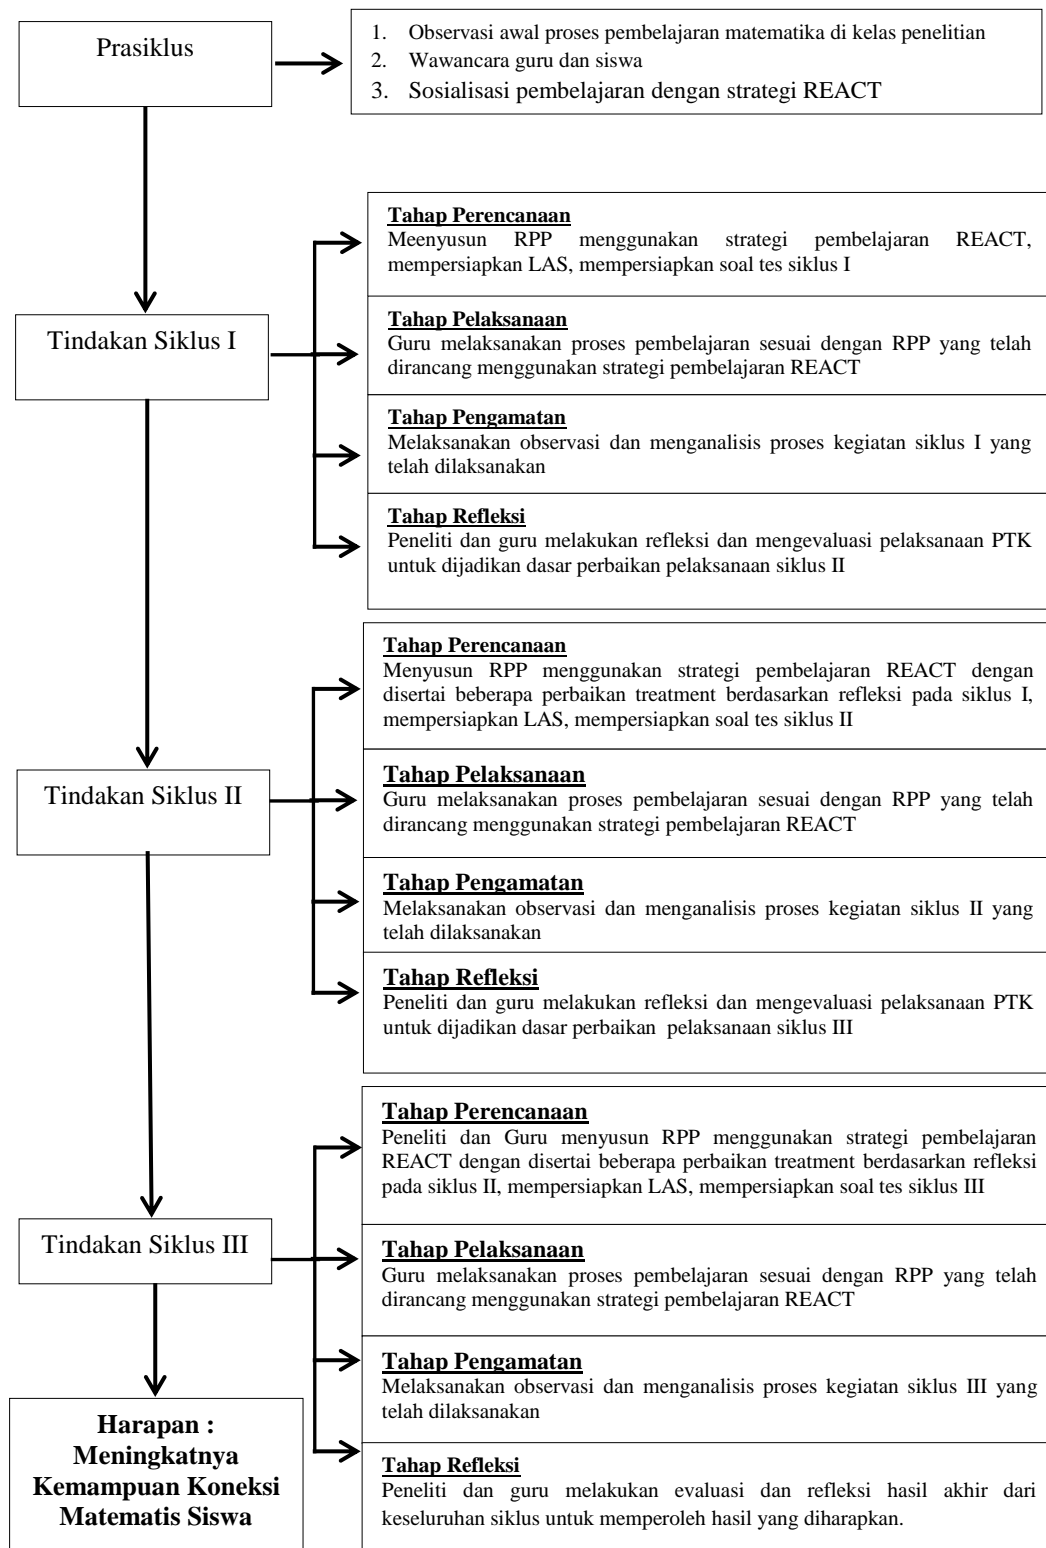 Prasiklus
1. Observasi awal proses pembelajaran matematika di kelas penelitian
2. Wawancara guru dan siswa
3. Sosialisasi pembelajaran dengan strategi REACT
Tindakan Siklus I
Tahap Perencanaan
Meenyusun RPP menggunakan strategi pembelajaran REACT,
mempersiapkan LAS, mempersiapkan soal tes siklus I
Tahap Pelaksanaan
Guru melaksanakan proses pembelajaran sesuai dengan RPP yang telah
dirancang menggunakan strategi pembelajaran REACT
Tahap Pengamatan
Melaksanakan observasi dan menganalisis proses kegiatan siklus I yang
telah dilaksanakan
Tahap Refleksi
Peneliti dan guru melakukan refleksi dan mengevaluasi pelaksanaan PTK
untuk dijadikan dasar perbaikan pelaksanaan siklus II
Tindakan Siklus II
Tahap Perencanaan
Menyusun RPP menggunakan strategi pembelajaran REACT dengan
disertai beberapa perbaikan treatment berdasarkan refleksi pada siklus I,
mempersiapkan LAS, mempersiapkan soal tes siklus II
Tahap Pelaksanaan
Guru melaksanakan proses pembelajaran sesuai dengan RPP yang telah
dirancang menggunakan strategi pembelajaran REACT
Tahap Pengamatan
Melaksanakan observasi dan menganalisis proses kegiatan siklus II yang
telah dilaksanakan
Tahap Refleksi
Peneliti dan guru melakukan refleksi dan mengevaluasi pelaksanaan PTK
untuk dijadikan dasar perbaikan pelaksanaan siklus III
Tindakan Siklus III
Tahap Perencanaan
Peneliti dan Guru menyusun RPP menggunakan strategi pembelajaran
REACT dengan disertai beberapa perbaikan treatment berdasarkan refleksi
pada siklus II, mempersiapkan LAS, mempersiapkan soal tes siklus III
Tahap Pelaksanaan
Guru melaksanakan proses pembelajaran sesuai dengan RPP yang telah
dirancang menggunakan strategi pembelajaran REACT
Tahap Pengamatan
Melaksanakan observasi dan menganalisis proses kegiatan siklus III yang
telah dilaksanakan
Tahap Refleksi
Peneliti dan guru melakukan evaluasi dan refleksi hasil akhir dari
keseluruhan siklus untuk memperoleh hasil yang diharapkan.
Harapan :
Meningkatnya
Kemampuan Koneksi
Matematis Siswa